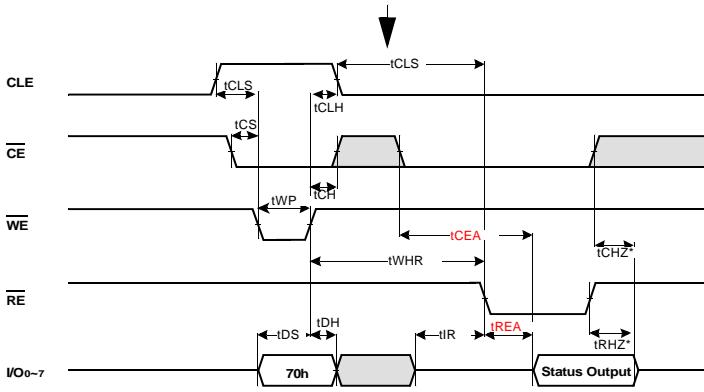 tCLS
CLE
tCLS
tCLH
tCS
CE
tCH
tWP
WE
tCEA
tCHZ*
tWHR
RE
tDS
tDH
tIR
tREA
tRHZ*
I/O0~7
70h
Status Output